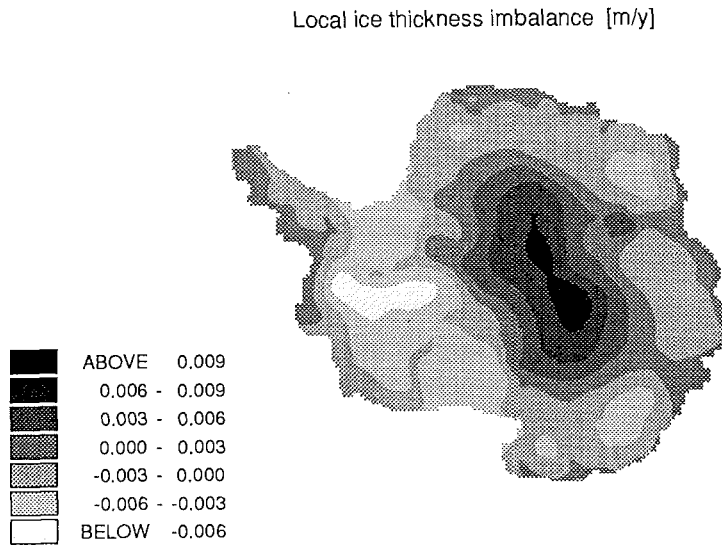 Local ice thickness imbalance [m/y]
ABOVE 0.009
0.006 - 0.009
0.003 - 0.006
0.000 - 0.003
-0.003 - 0.000
-0.006 - -0.003
BELOW -0.006